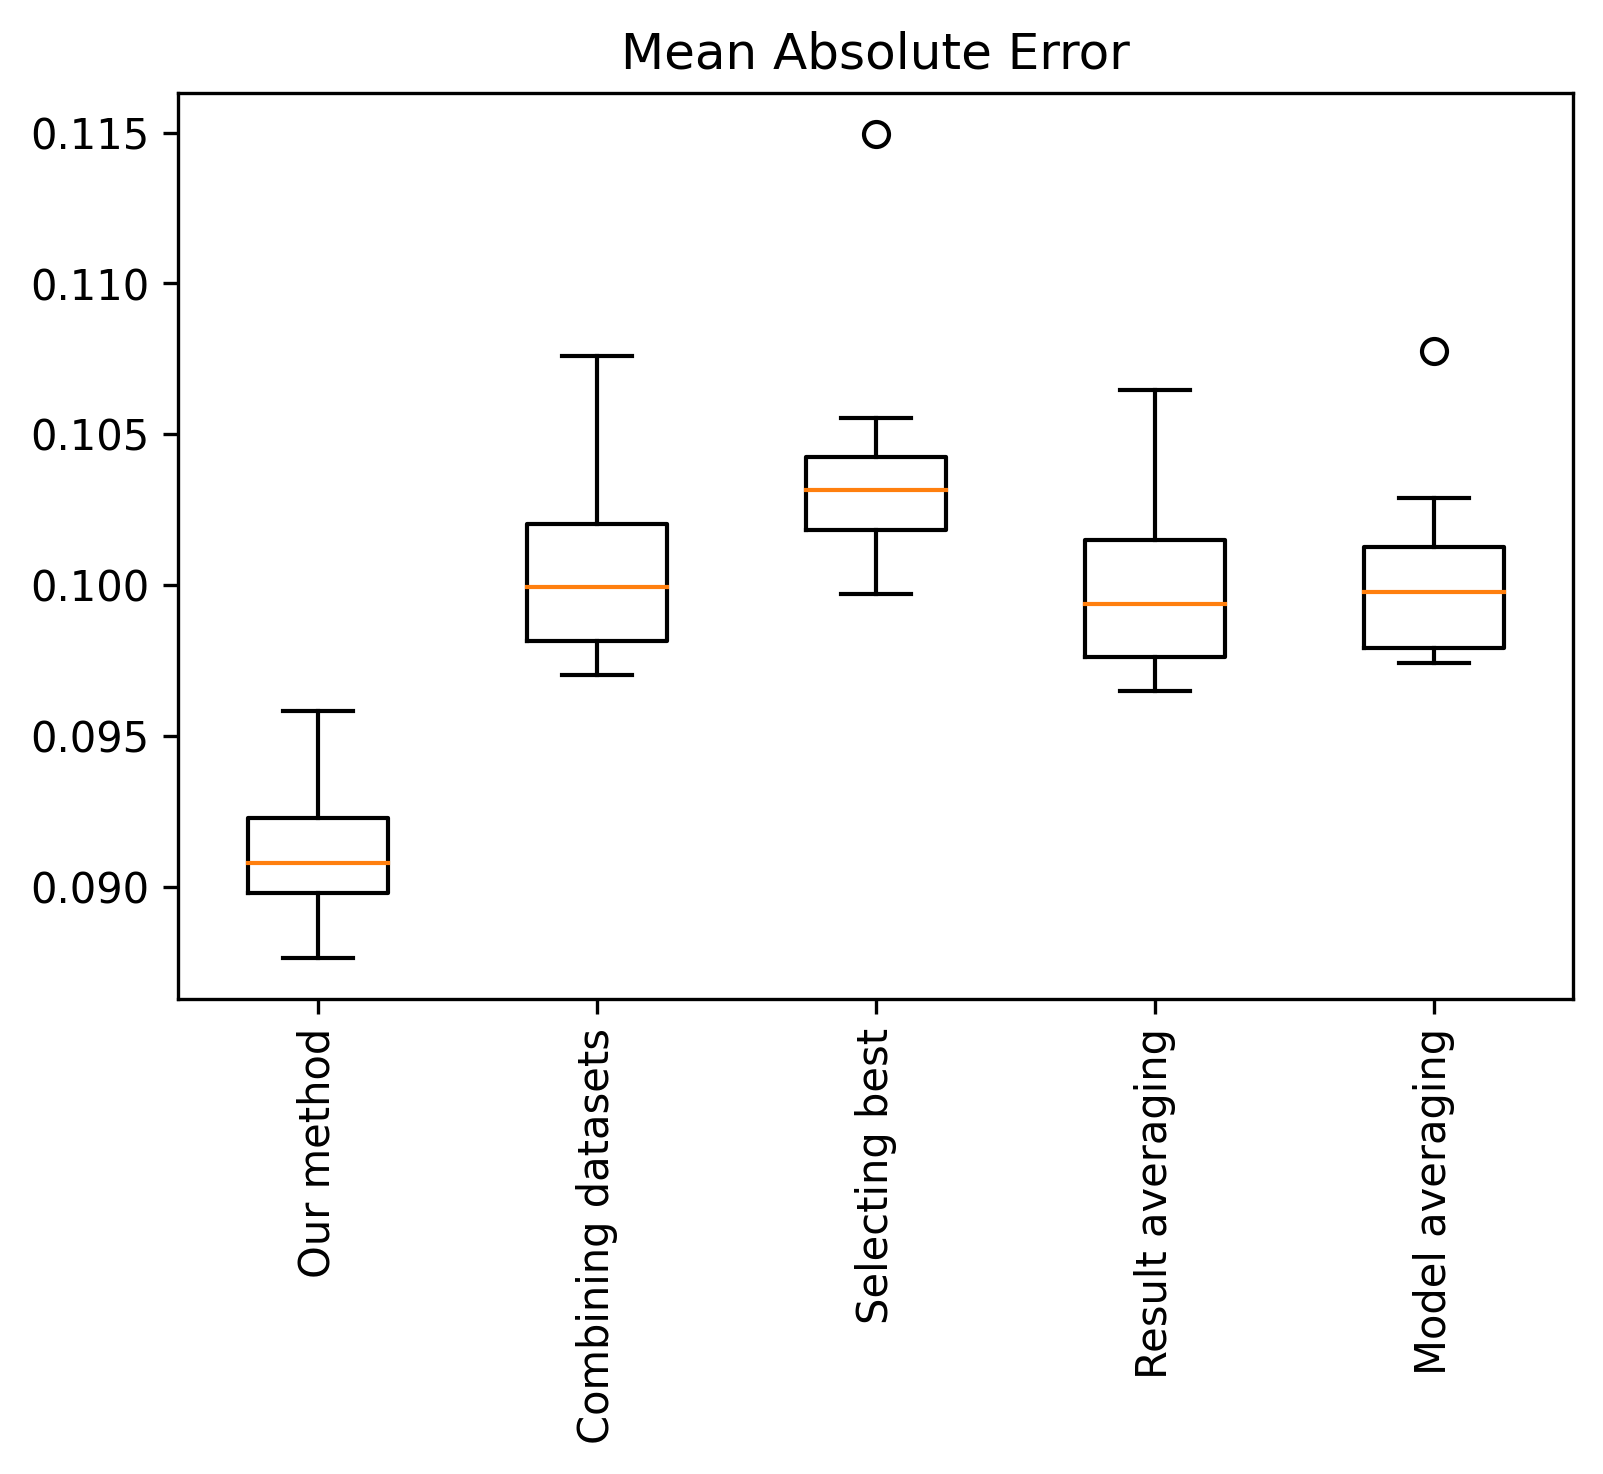 Mean Absolute Error
0.115
0.110
0.105
0.100
0.095
0.090
Our method
Combining datasets
Selecting best
Result averaging
Model averaging